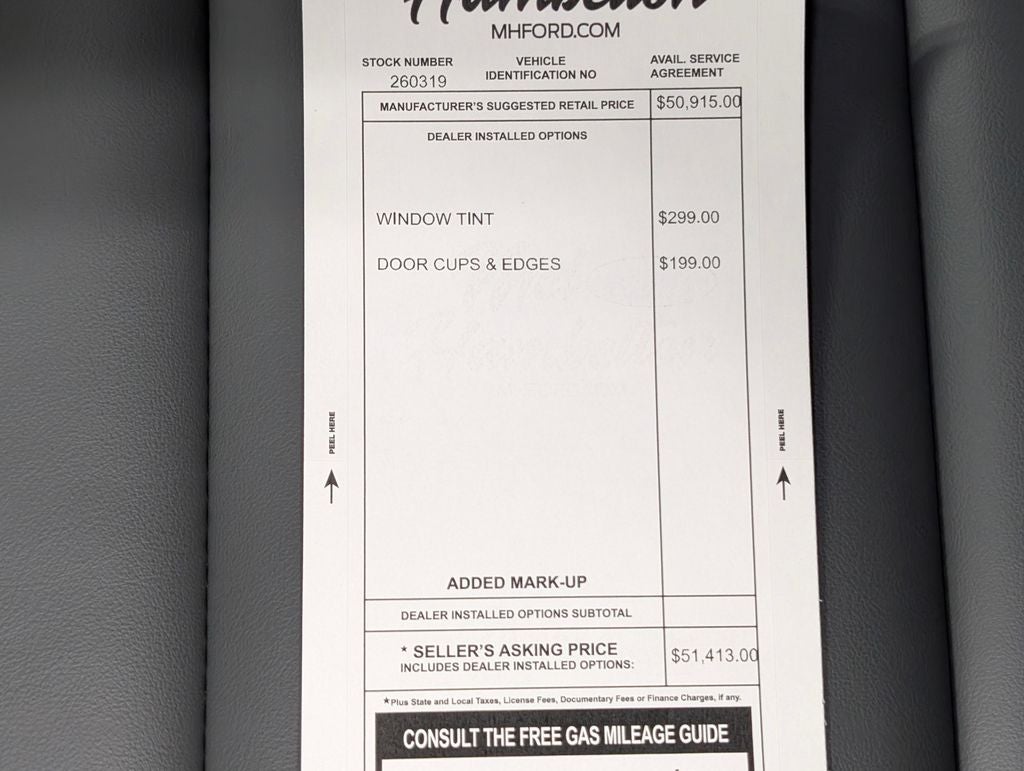 MHFORD.COM
STOCK NUMBER VEHICLE IDENTIFICATION NO AVAIL. SERVICE AGREEMENT
260319
MANUFACTURER'S SUGGESTED RETAIL PRICE $50,915.00
DEALER INSTALLED OPTIONS
WINDOW TINT $299.00
DOOR CUPS & EDGES $199.00
PEEL HERE
PEEL HERE
ADDED MARK-UP
DEALER INSTALLED OPTIONS SUBTOTAL
* SELLER'S ASKING PRICE $51,413.00
INCLUDES DEALER INSTALLED OPTIONS:
*Plus State and Local Taxes, License Fees, Documentary Fees or Finance Charges, if any.
CONSULT THE FREE GAS MILEAGE GUIDE